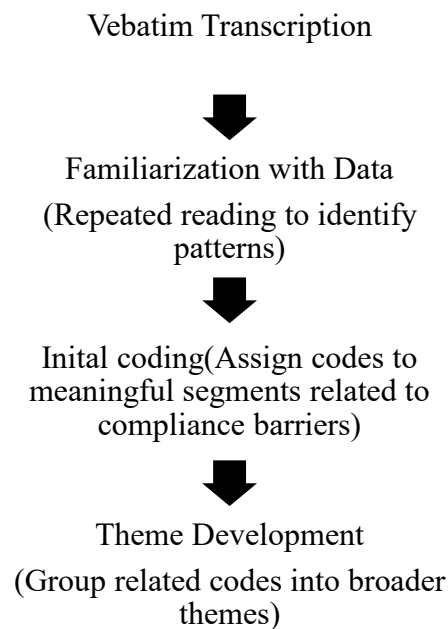 Vebatim Transcription
Familiarization with Data
(Repeated reading to identify
patterns)
Inital coding(Assign codes to
meaningful segments related to
compliance barriers)
Theme Development
(Group related codes into broader
themes)